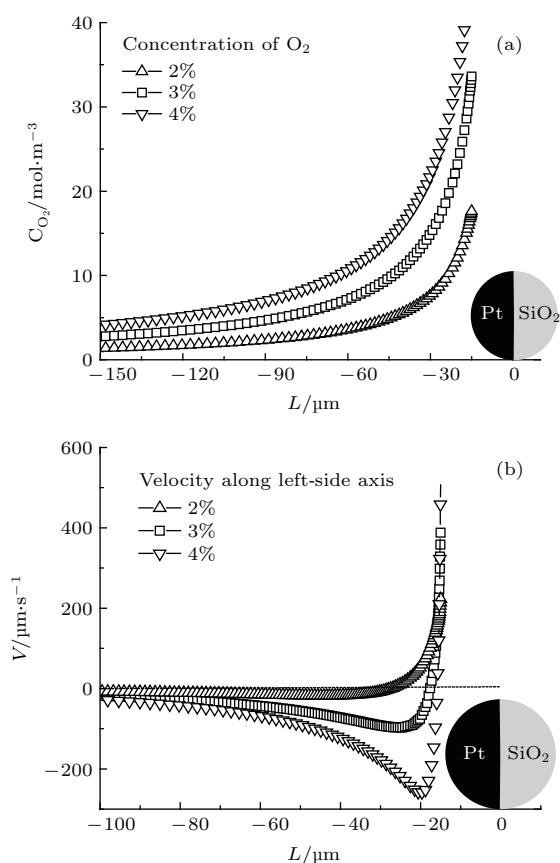 40
(a)
Concentration of O₂
2%
3%
4%
30
20
10
0
C_O₂/mol·m⁻³
Pt SiO₂
−150 −120 −90 −60 −30 0
L/µm
600
(b)
Velocity along left-side axis
2%
3%
4%
400
200
0
−200
V/µm·s⁻¹
Pt SiO₂
−100 −80 −60 −40 −20 0
L/µm